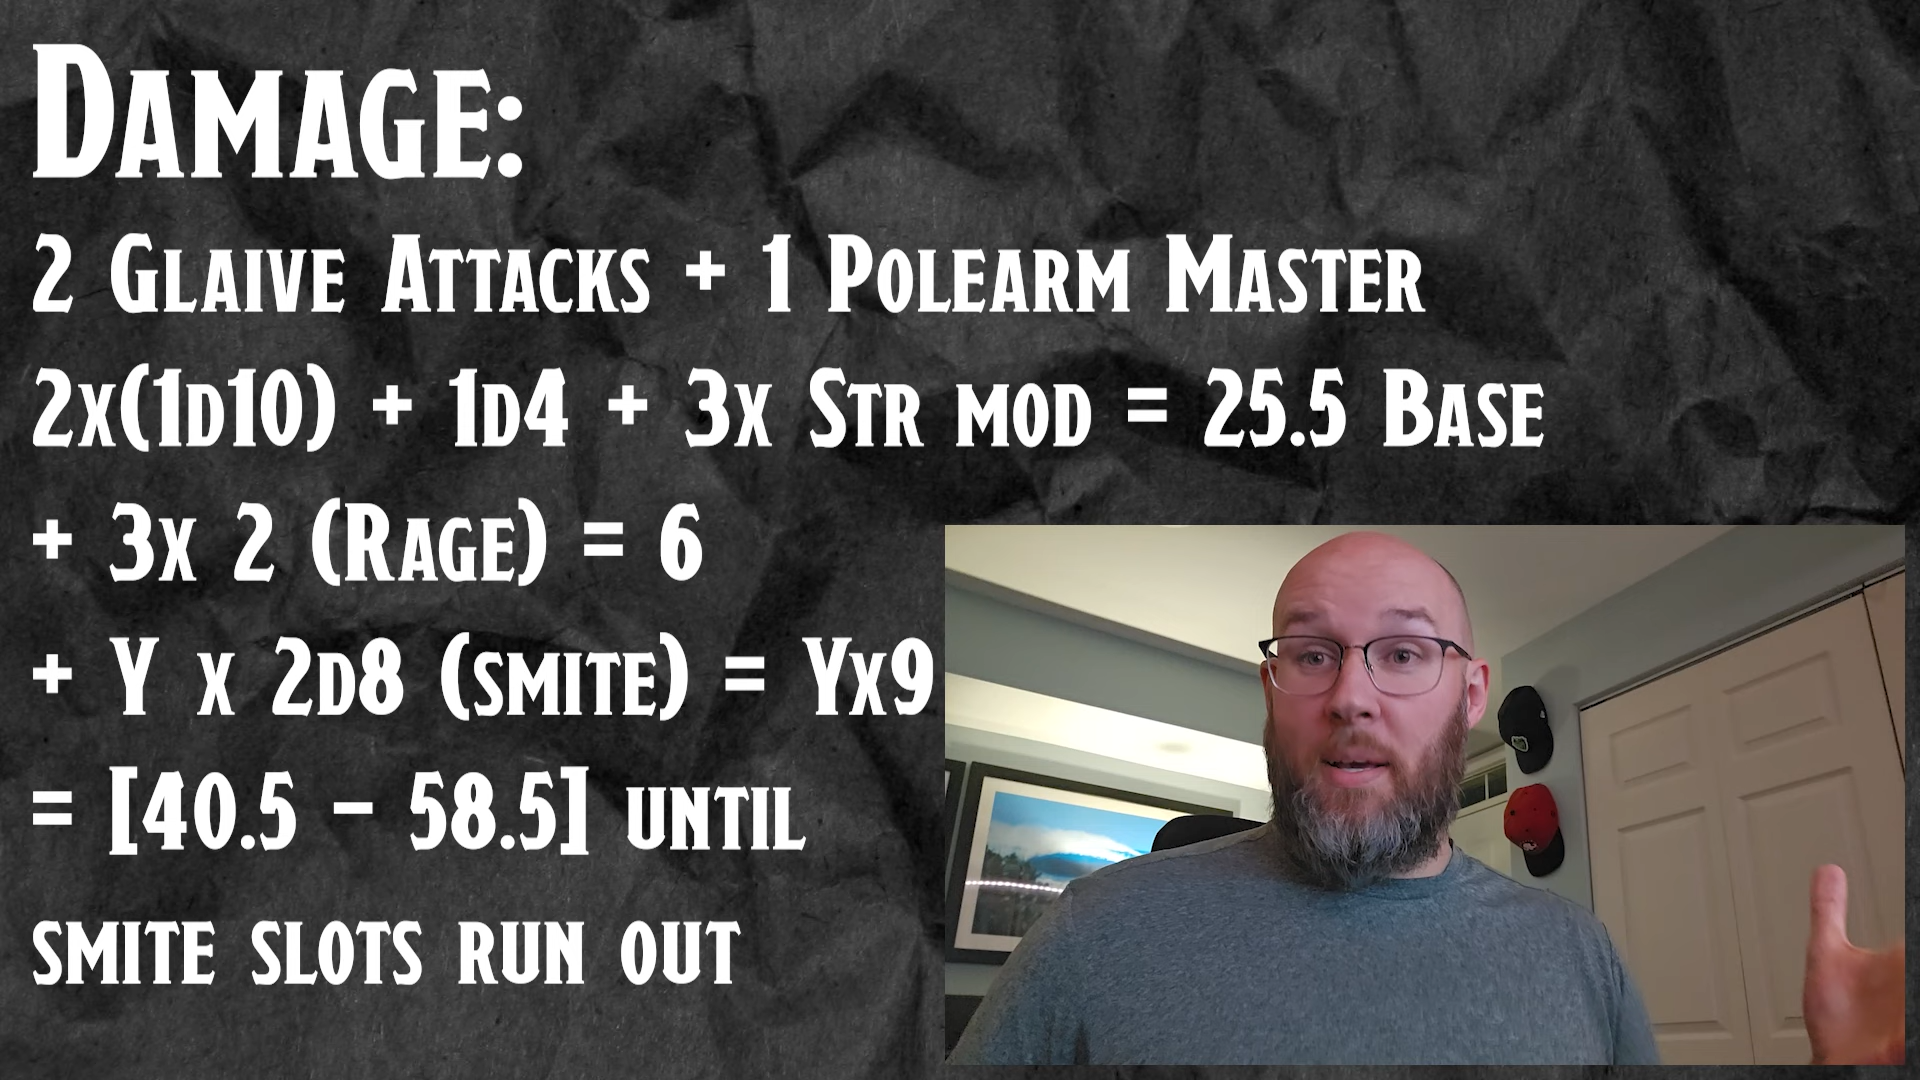 Damage:
2 Glaive Attacks + 1 Polearm Master
2x(1d10) + 1d4 + 3x Str mod = 25.5 Base
+ 3x 2 (Rage) = 6
+ Y x 2d8 (smite) = Yx9
= [40.5 – 58.5] until
smite slots run out